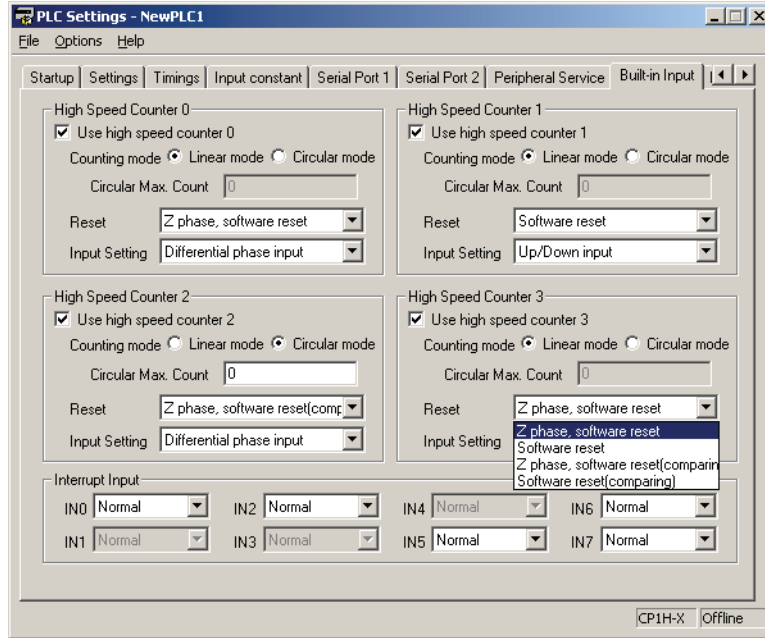 PLC Settings - NewPLC1
File Options Help
Startup Settings Timings Input constant Serial Port 1 Serial Port 2 Peripheral Service Built-in Input
High Speed Counter 0
Use high speed counter 0
Counting mode Linear mode Circular mode
Circular Max. Count 0
Reset Z phase, software reset
Input Setting Differential phase input
High Speed Counter 1
Use high speed counter 1
Counting mode Linear mode Circular mode
Circular Max. Count 0
Reset Software reset
Input Setting Up/Down input
High Speed Counter 2
Use high speed counter 2
Counting mode Linear mode Circular mode
Circular Max. Count 0
Reset Z phase, software reset(comp
Input Setting Differential phase input
High Speed Counter 3
Use high speed counter 3
Counting mode Linear mode Circular mode
Circular Max. Count 0
Reset Z phase, software reset
Input Setting
Z phase, software reset
Software reset
Z phase, software reset(comparin
Software reset(comparing)
Interrupt Input
IN0 Normal IN2 Normal IN4 Normal IN6 Normal
IN1 Normal IN3 Normal IN5 Normal IN7 Normal
CP1H-X Offline